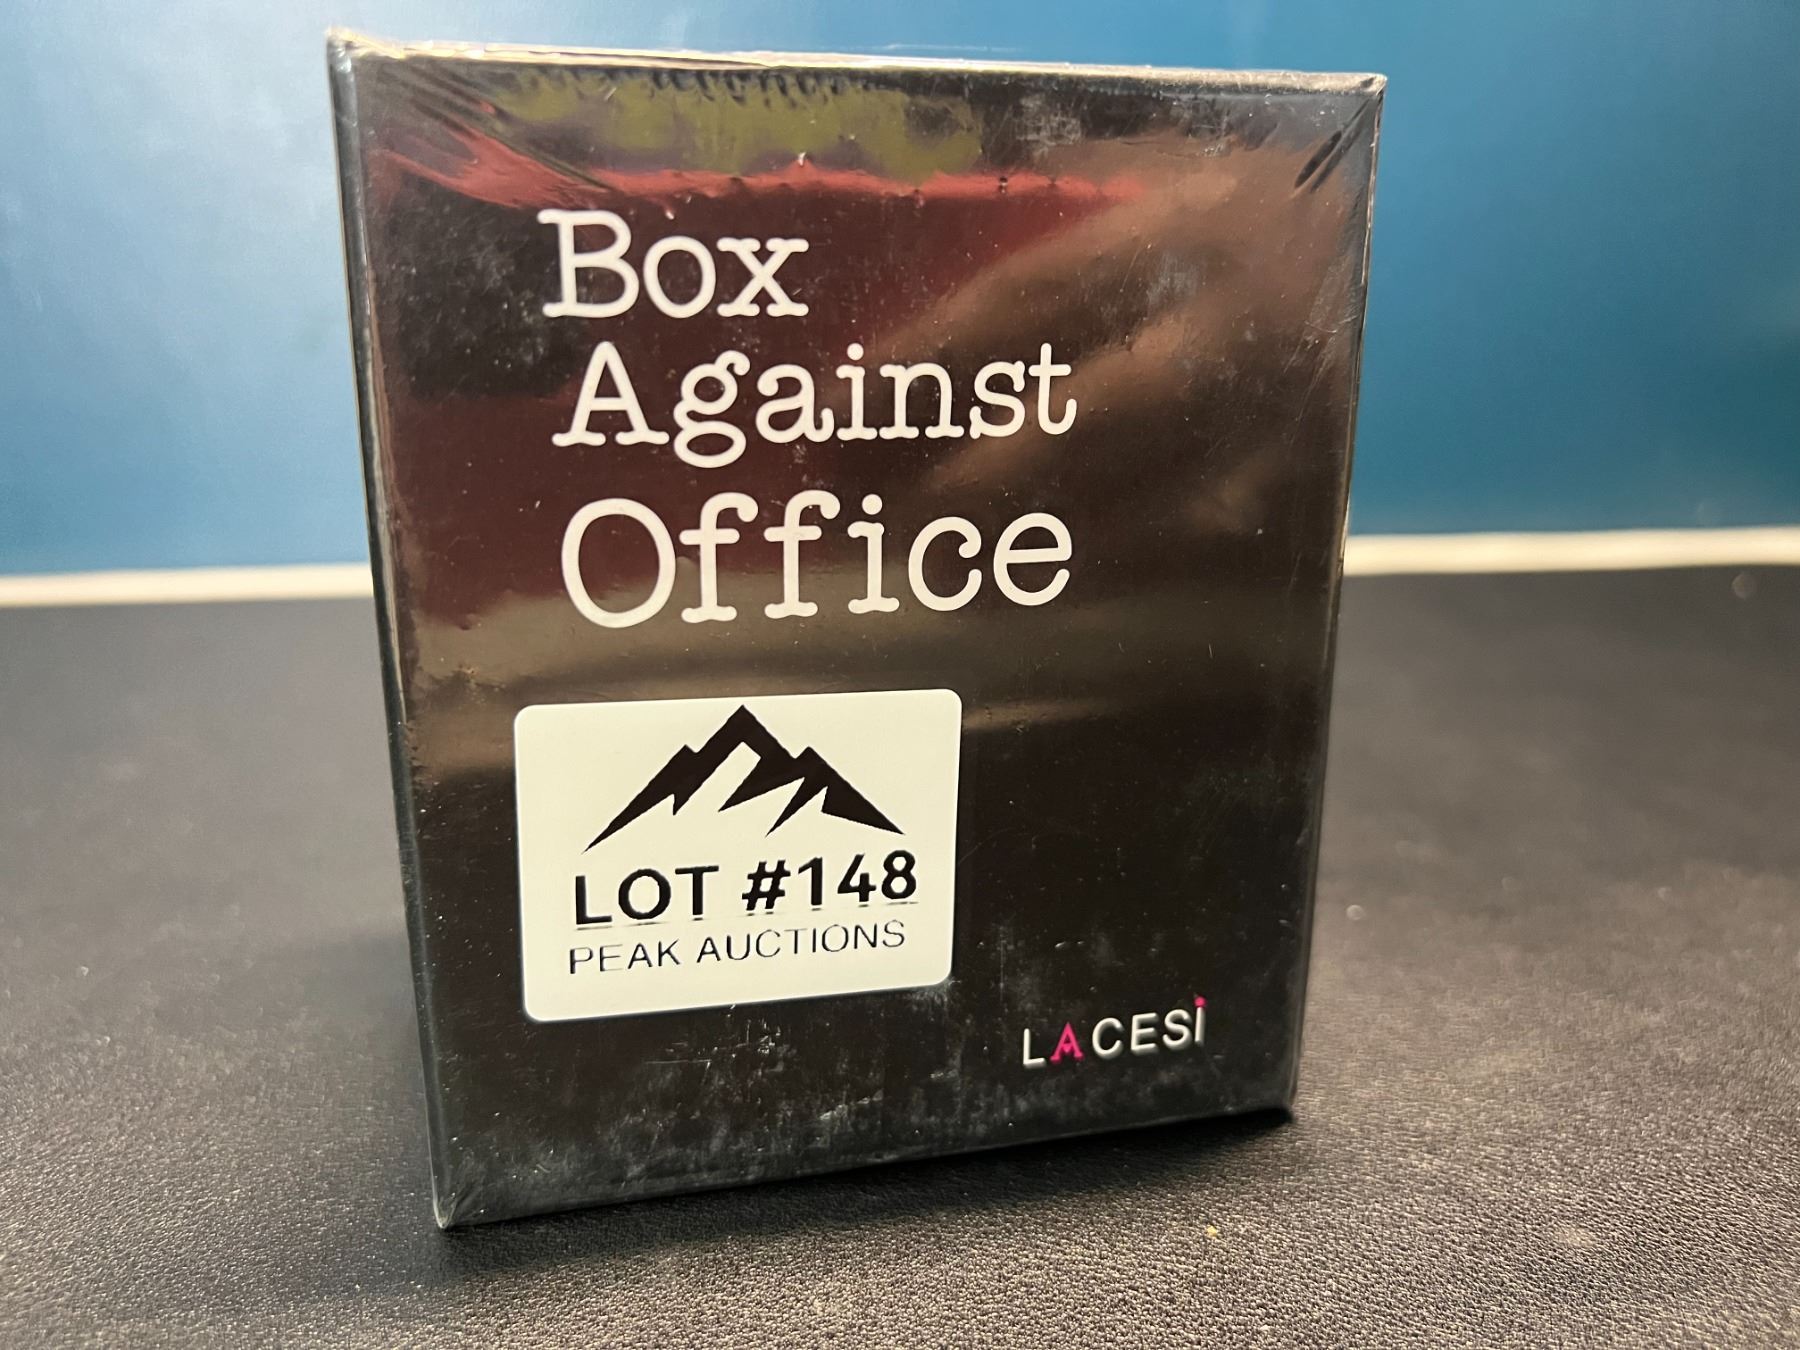 Box
Against
Office
LOT #148
PEAK AUCTIONS
LACESI